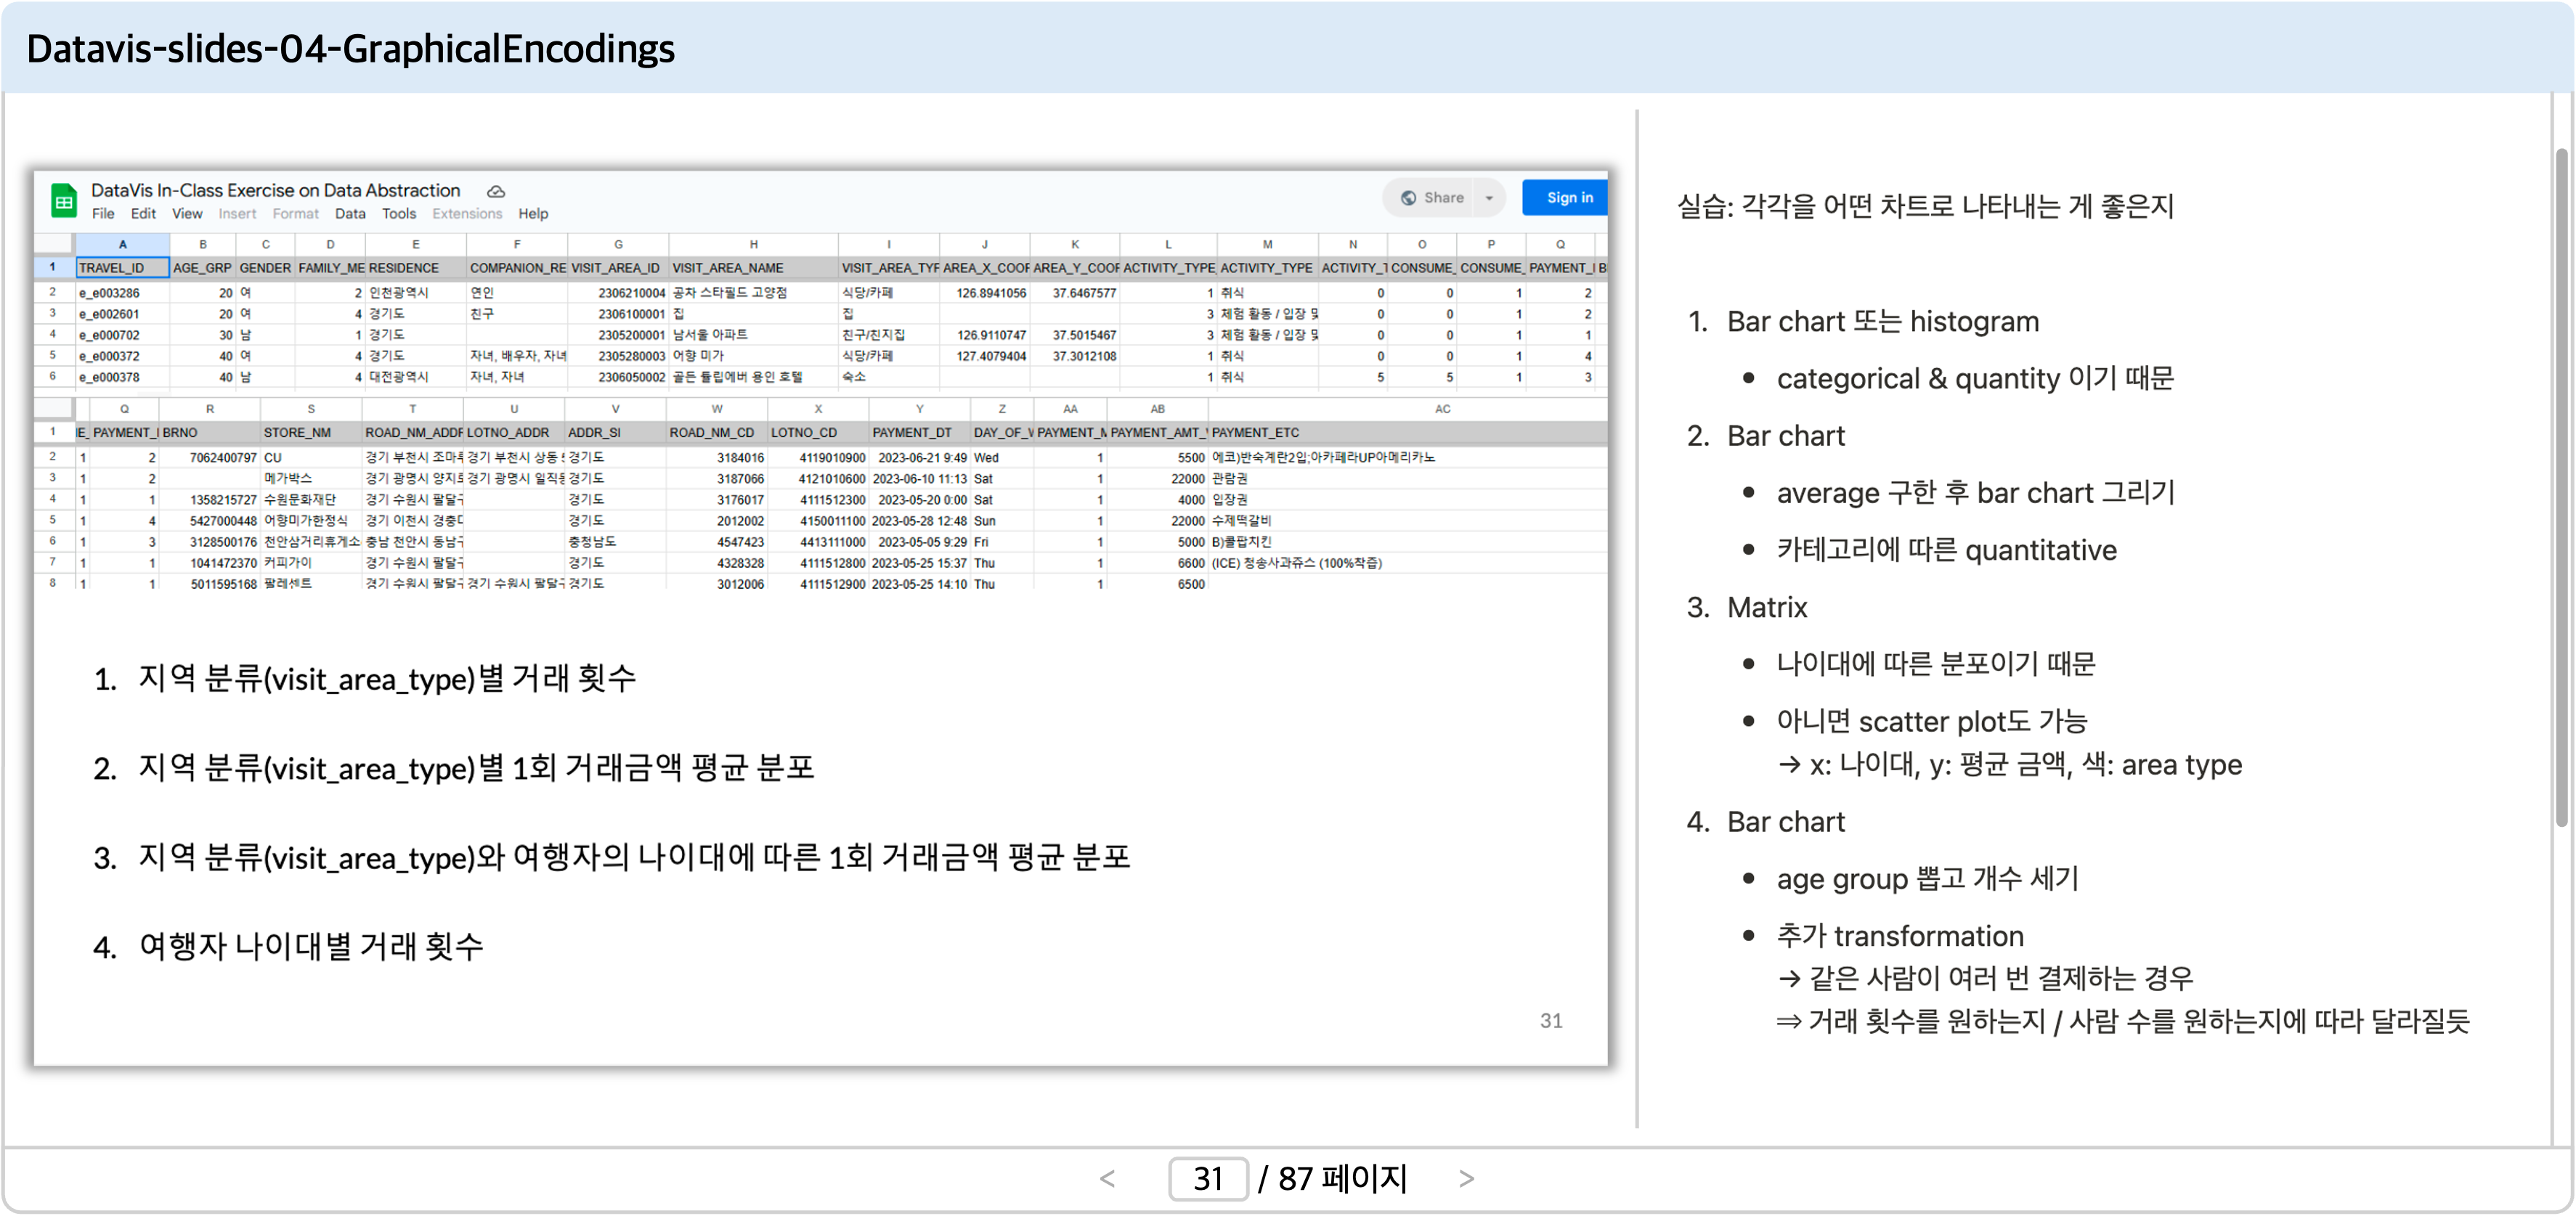 Datavis-slides-04-GraphicalEncodings
DataVis In-Class Exercise on Data Abstraction
Share
Sign in
File Edit View Insert Format Data Tools Extensions Help
A B C D E F G H I J K L M N O P Q
1 TRAVEL_ID AGE_GRP GENDER FAMILY_ME RESIDENCE COMPANION_RE VISIT_AREA_ID VISIT_AREA_NAME VISIT_AREA_TYP AREA_X_COOF AREA_Y_COOF ACTIVITY_TYPE_ ACTIVITY_TYPE ACTIVITY_1 CONSUME_ CONSUME_ PAYMENT_I B
2 e_e003286 20 여 2 인천광역시 연인 2306210004 공차 스타필드 고양점 식당/카페 126.8941056 37.6467577 1 취식 0 0 1 2
3 e_e002601 20 여 4 경기도 친구 2306100001 집 집 3 체험 활동 / 입장 및 0 0 1 2
4 e_e000702 30 남 1 경기도 2305200001 남서울 아파트 친구/친지집 126.9110747 37.5015467 3 체험 활동 / 입장 및 0 0 1 1
5 e_e000372 40 여 4 경기도 자녀, 배우자, 자녀 2305280003 어향 미가 식당/카페 127.4079404 37.3012108 1 취식 0 0 1 4
6 e_e000378 40 남 4 대전광역시 자녀, 자녀 2306050002 골든 튤립에버 용인 호텔 숙소 1 취식 5 5 1 3
Q R S T U V W X Y Z AA AB AC
1 IE_ PAYMENT_I BRNO STORE_NM ROAD_NM_ADDF LOTNO_ADDR ADDR_SI ROAD_NM_CD LOTNO_CD PAYMENT_DT DAY_OF_V PAYMENT_M PAYMENT_AMT_ PAYMENT_ETC
2 1 2 7062400797 CU 경기 부천시 조마루 경기 부천시 상동 경기도 3184016 4119010900 2023-06-21 9:49 Wed 1 5500 에코)반숙계란2입;아카페라UP아메리카노
3 1 2 메가박스 경기 광명시 양지로 경기 광명시 일직동 경기도 3187066 4121010600 2023-06-10 11:13 Sat 1 22000 관람권
4 1 1 1358215727 수원문화재단 경기 수원시 팔달구 경기도 3176017 4111512300 2023-05-20 0:00 Sat 1 4000 입장권
5 1 4 5427000448 어향미가한정식 경기 이천시 경충대 경기도 2012002 4150011100 2023-05-28 12:48 Sun 1 22000 수제떡갈비
6 1 3 3128500176 천안삼거리휴게소 충남 천안시 동남구 충청남도 4547423 4413111000 2023-05-05 9:29 Fri 1 5000 B)콜팝치킨
7 1 1 1041472370 커피가이 경기 수원시 팔달구 경기도 4328328 4111512800 2023-05-25 15:37 Thu 1 6600 (ICE) 청송사과쥬스 (100%착즙)
8 1 1 5011595168 팔레센트 경기 수원시 팔달구 경기 수원시 팔달구 경기도 3012006 4111512900 2023-05-25 14:10 Thu 1 6500
1. 지역 분류(visit_area_type)별 거래 횟수
2. 지역 분류(visit_area_type)별 1회 거래금액 평균 분포
3. 지역 분류(visit_area_type)와 여행자의 나이대에 따른 1회 거래금액 평균 분포
4. 여행자 나이대별 거래 횟수
31
실습: 각각을 어떤 차트로 나타내는 게 좋은지
1. Bar chart 또는 histogram
• categorical & quantity 이기 때문
2. Bar chart
• average 구한 후 bar chart 그리기
• 카테고리에 따른 quantitative
3. Matrix
• 나이대에 따른 분포이기 때문
• 아니면 scatter plot도 가능
→ x: 나이대, y: 평균 금액, 색: area type
4. Bar chart
• age group 뽑고 개수 세기
• 추가 transformation
→ 같은 사람이 여러 번 결제하는 경우
⇒ 거래 횟수를 원하는지 / 사람 수를 원하는지에 따라 달라질듯
< 31 / 87 페이지 >